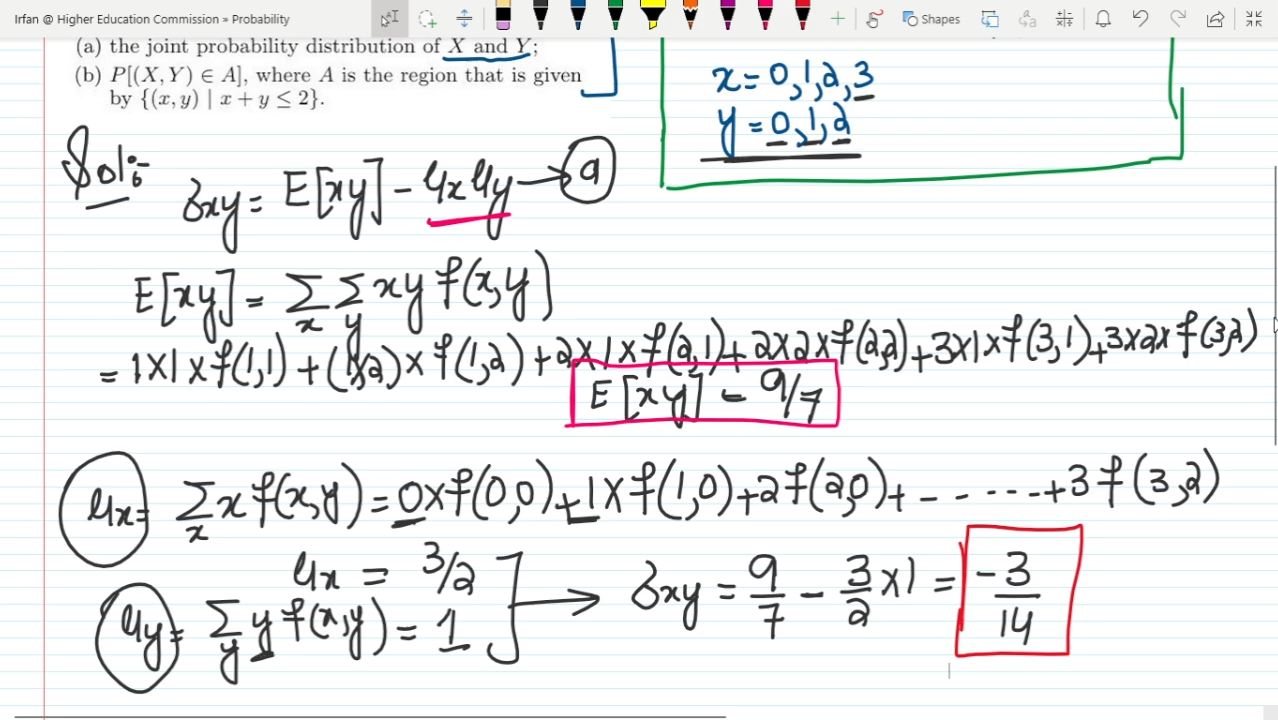 Irfan @ Higher Education Commission » Probability
Shapes
(a) the joint probability distribution of X and Y;
(b) P[(X, Y) ∈ A], where A is the region that is given
by {(x, y) | x + y ≤ 2}.
x = 0, 1, 2, 3
y = 0, 1, 2
Sol:
σxy = E[xy] - μxμy → a
E[xy] = Σx Σy xy f(x,y)
= 1×1×f(1,1) + (1×2)×f(1,2) + 2×1×f(2,1) + 2×2×f(2,2) + 3×1×f(3,1) + 3×2×f(3,2)
E[xy] = 9/7
μx = Σx x f(x,y) = 0×f(0,0) + 1×f(1,0) + 2f(2,0) + - - - - - - + 3f(3,2)
μx = 3/2
μy = Σy y f(x,y) = 1
σxy = 9/7 - 3/2 ×1 = -3/14